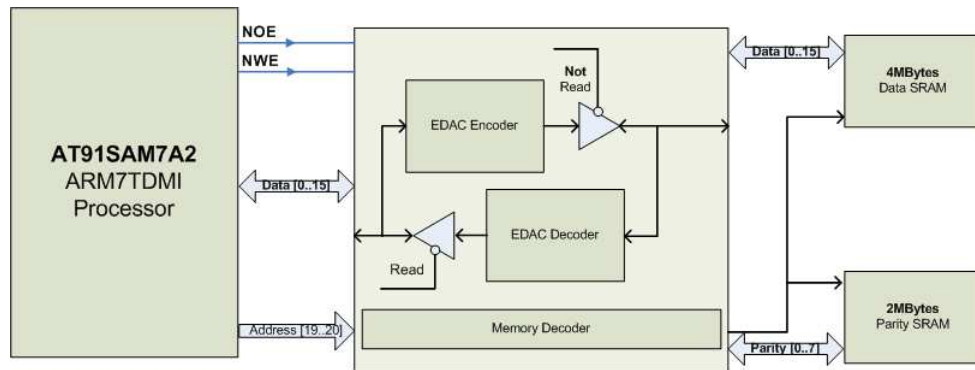 NOE
NWE
AT91SAM7A2
ARM7TDMI
Processor
Data [0..15]
Address [19..20]
EDAC Encoder
Not
Read
EDAC Decoder
Read
Memory Decoder
Data [0..15]
4MBytes
Data SRAM
2MBytes
Parity SRAM
Parity [0..7]